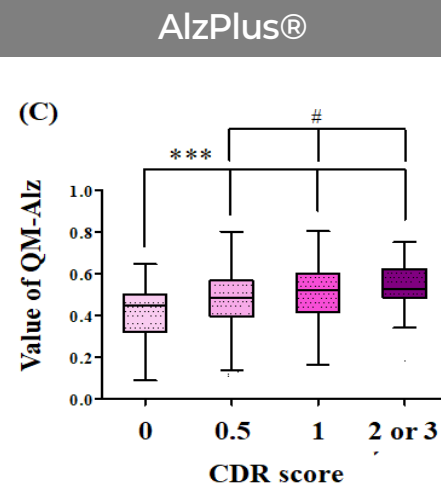 AlzPlus®
(C)
#
***
Value of QM-Alz
1.0
0.8
0.6
0.4
0.2
0.0
0 0.5 1 2 or 3
CDR score